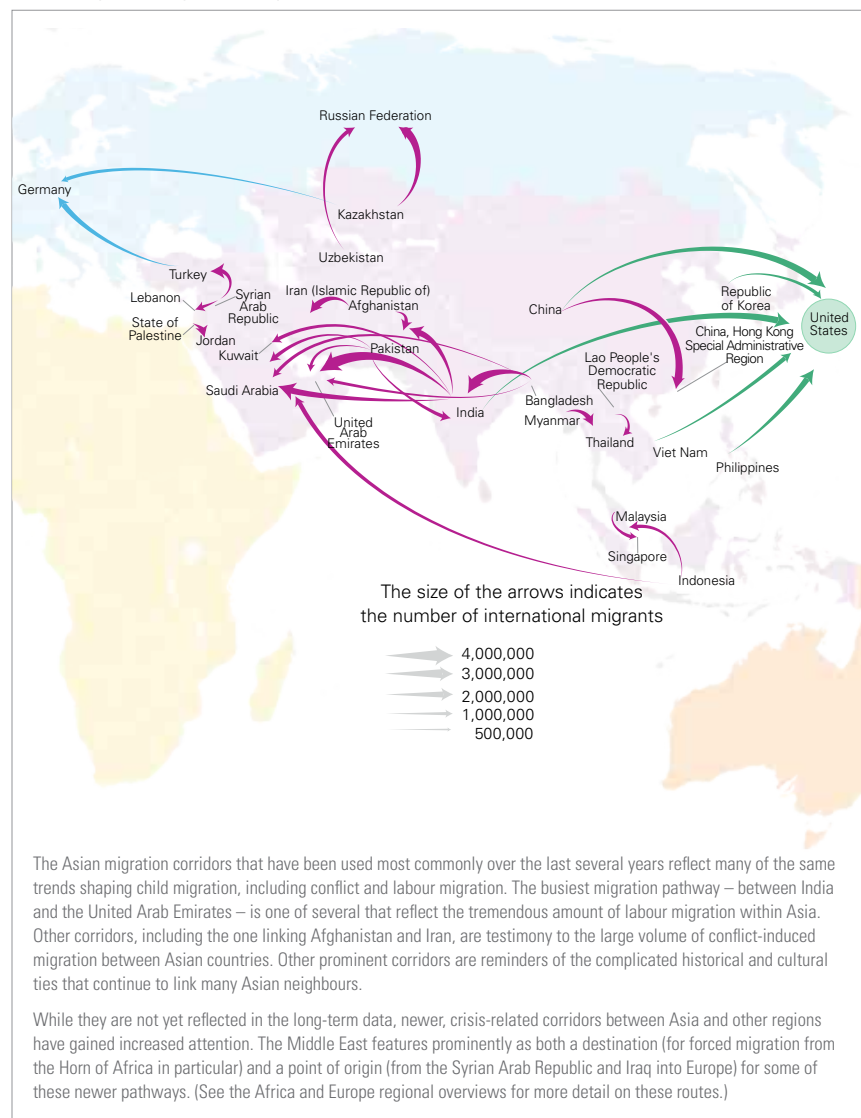 Russian Federation
Germany
Kazakhstan
Uzbekistan
Turkey
Lebanon
Syrian
Arab
Republic
Iran (Islamic Republic of)
Afghanistan
State of
Palestine
Jordan
Kuwait
Pakistan
Saudi Arabia
United
Arab
Emirates
India
China
Republic
of Korea
United
States
China, Hong Kong
Special Administrative
Region
Lao People's
Democratic
Republic
Bangladesh
Myanmar
Thailand
Viet Nam
Philippines
Malaysia
Singapore
Indonesia
The size of the arrows indicates
the number of international migrants
4,000,000
3,000,000
2,000,000
1,000,000
500,000
The Asian migration corridors that have been used most commonly over the last several years reflect many of the same
trends shaping child migration, including conflict and labour migration. The busiest migration pathway – between India
and the United Arab Emirates – is one of several that reflect the tremendous amount of labour migration within Asia.
Other corridors, including the one linking Afghanistan and Iran, are testimony to the large volume of conflict-induced
migration between Asian countries. Other prominent corridors are reminders of the complicated historical and cultural
ties that continue to link many Asian neighbours.
While they are not yet reflected in the long-term data, newer, crisis-related corridors between Asia and other regions
have gained increased attention. The Middle East features prominently as both a destination (for forced migration from
the Horn of Africa in particular) and a point of origin (from the Syrian Arab Republic and Iraq into Europe) for some of
these newer pathways. (See the Africa and Europe regional overviews for more detail on these routes.)